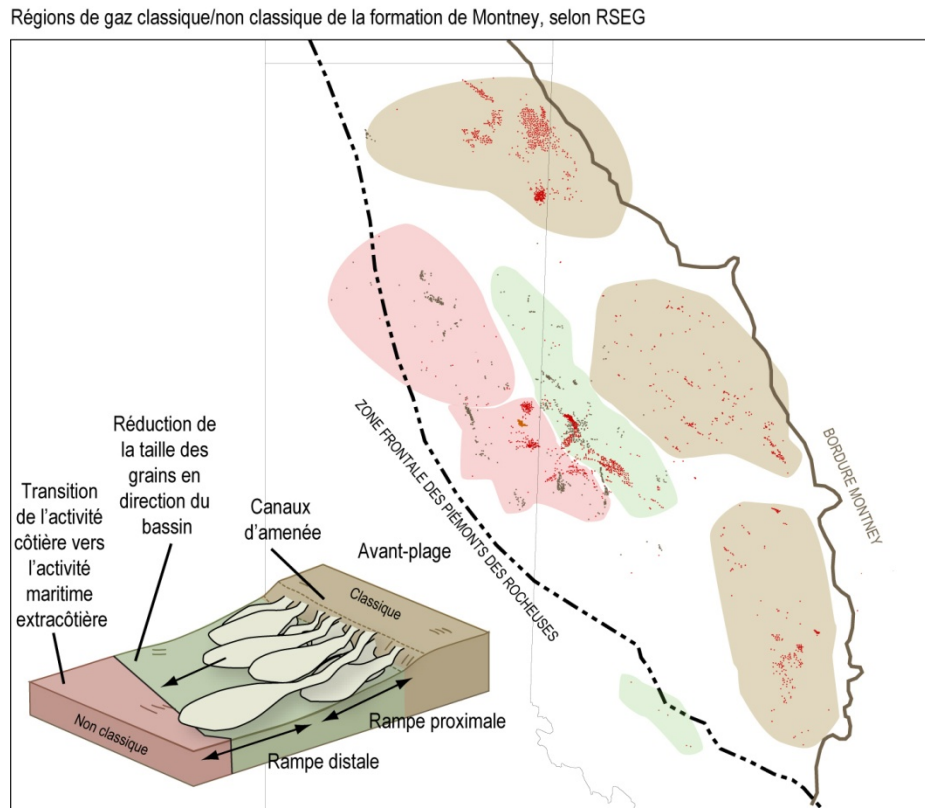 Régions de gaz classique/non classique de la formation de Montney, selon RSEG
ZONE FRONTALE DES PIÉMONTS DES ROCHEUSES
BORDURE MONTNEY
Réduction de
la taille des
grains en
direction du
bassin
Transition
de l'activité
côtière vers
l'activité
maritime
extracôtière
Canaux
d'amenée
Avant-plage
Classique
Non classique
Rampe proximale
Rampe distale